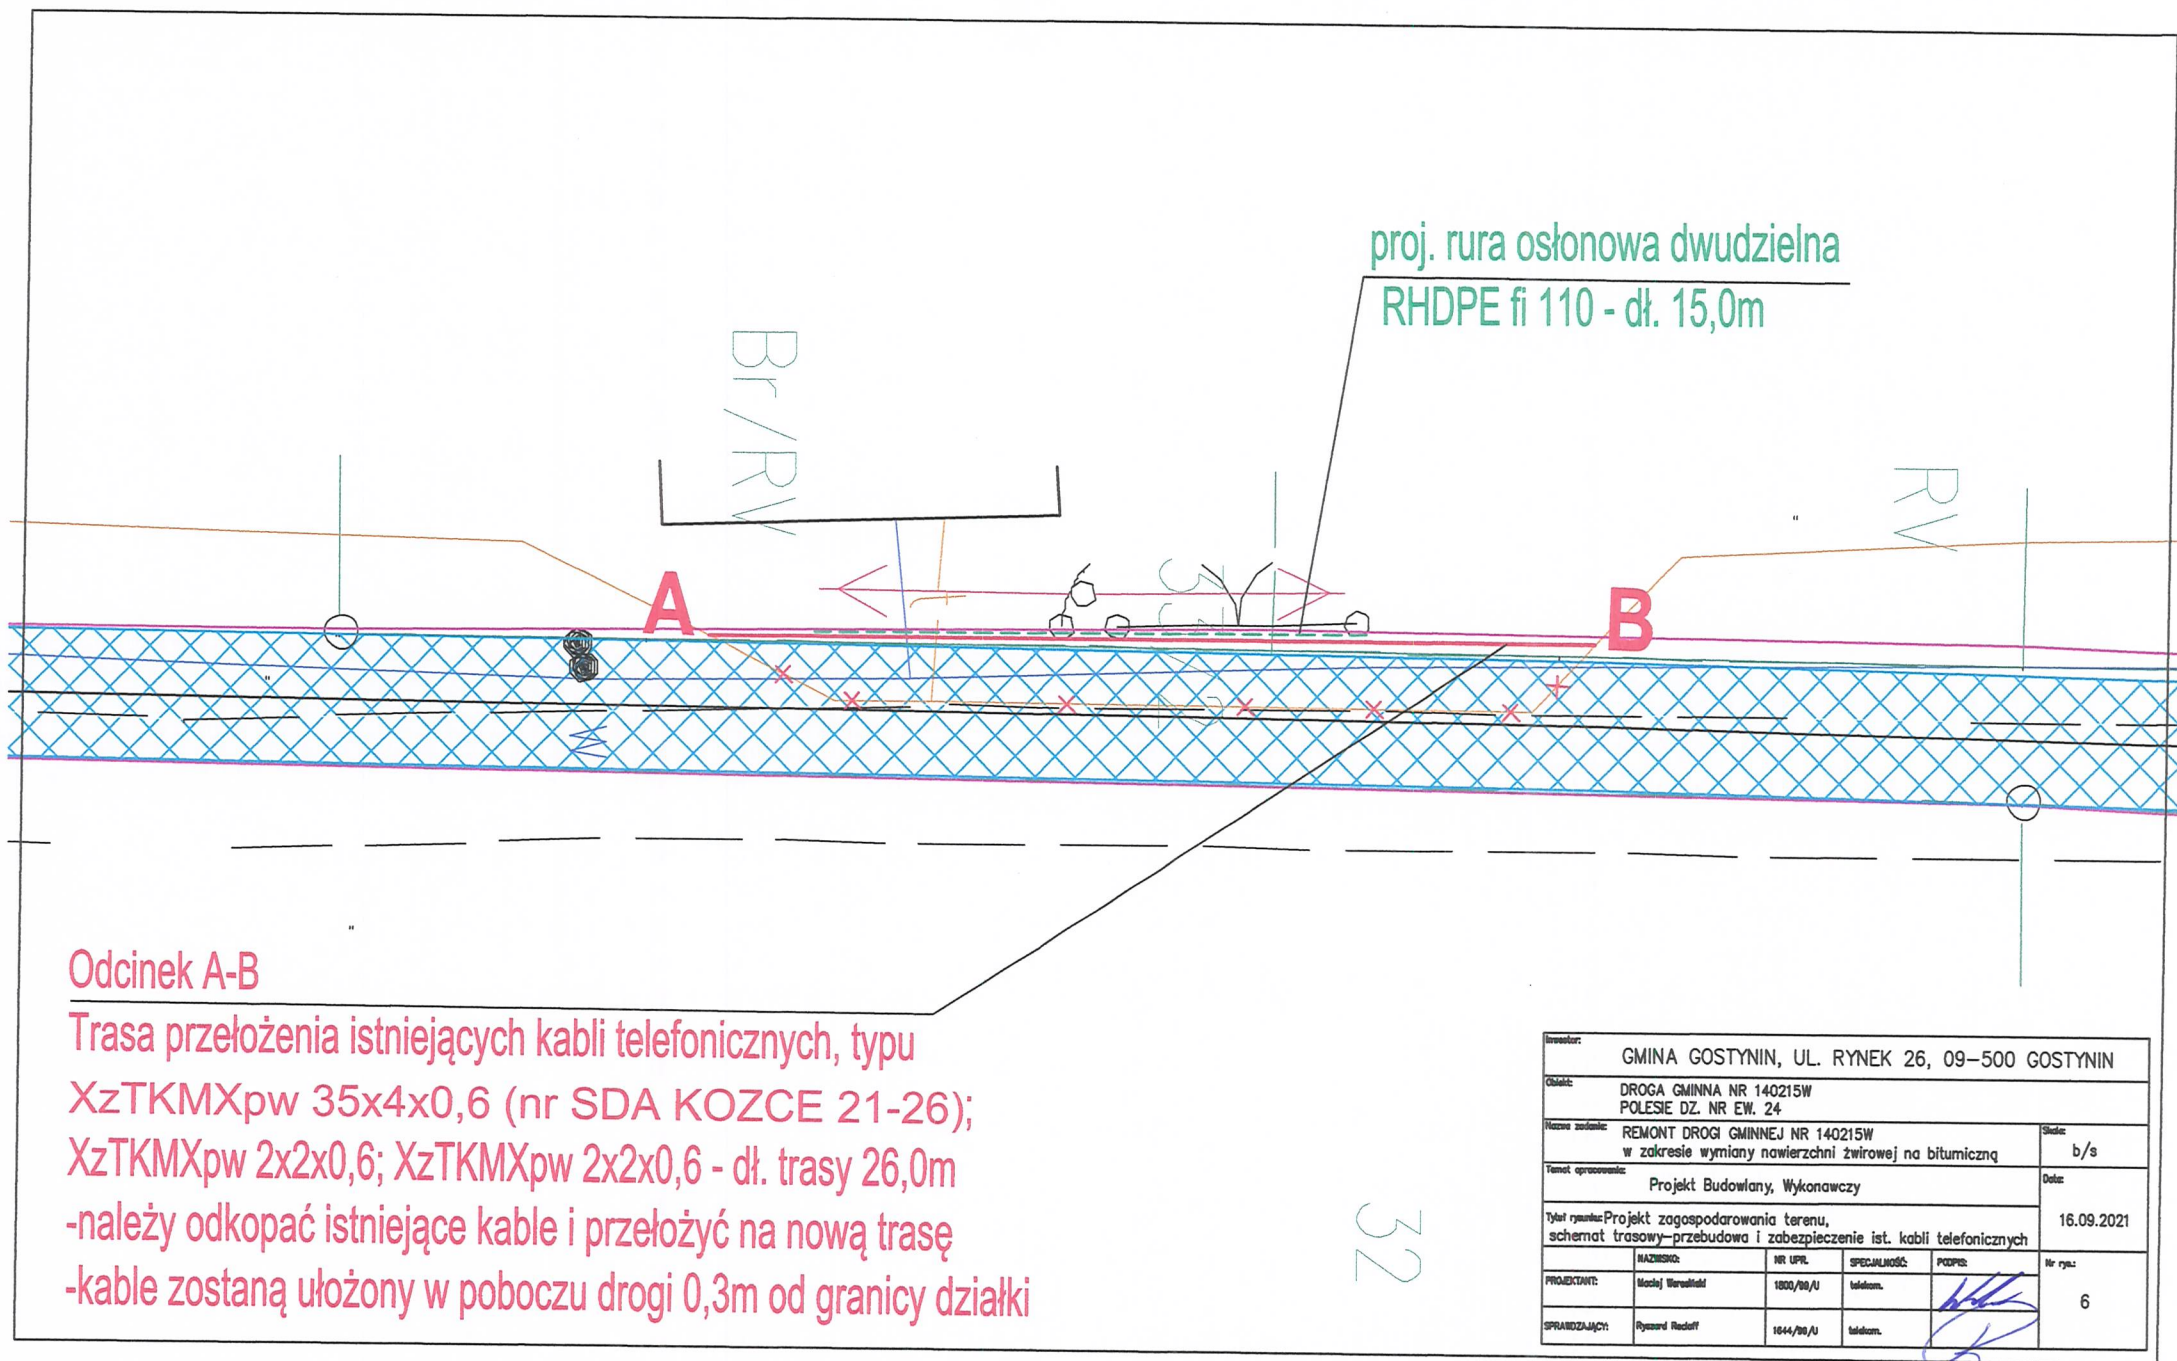 proj. rura osłonowa dwudzielna
RHDPE fi 110 - dł. 15,0m
Br/RV
RV
A
B
t
Odcinek A-B
Trasa przełożenia istniejących kabli telefonicznych, typu
XzTKMXpw 35x4x0,6 (nr SDA KOZCE 21-26);
XzTKMXpw 2x2x0,6; XzTKMXpw 2x2x0,6 - dł. trasy 26,0m
-należy odkopać istniejące kable i przełożyć na nową trasę
-kable zostaną ułożony w poboczu drogi 0,3m od granicy działki
32
Inwestor:
GMINA GOSTYNIN, UL. RYNEK 26, 09-500 GOSTYNIN
Obiekt:
DROGA GMINNA NR 140215W
POLESIE DZ. NR EW. 24
Nazwa zadania:
REMONT DROGI GMINNEJ NR 140215W
w zakresie wymiany nawierzchni żwirowej na bitumiczną
Skala:
b/s
Temat opracowania:
Projekt Budowlany, Wykonawczy
Data:
16.09.2021
Tytuł rysunku: Projekt zagospodarowania terenu,
schemat trasowy-przebudowa i zabezpieczenie ist. kabli telefonicznych
NAZWISKO: NR UPR. SPECJALNOŚĆ: PODPIS: Nr rys.:
PROJEKTANT: Maciej 1800/99/U telekom.
6
SPRAWDZAJĄCY: Ryszard 1644/98/U telekom.